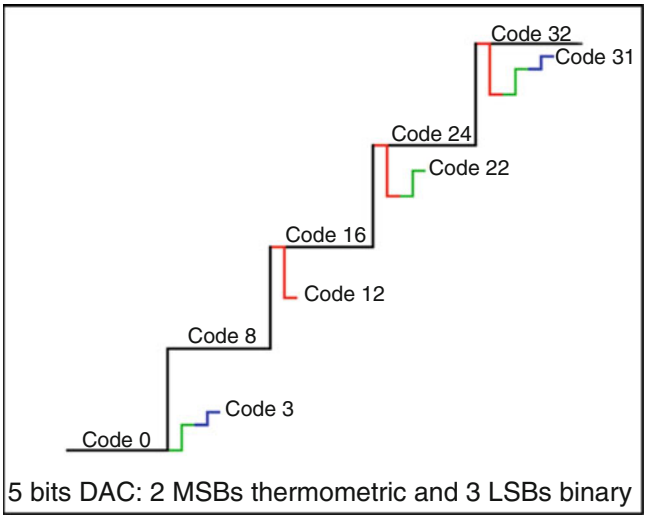 Code 32
Code 31
Code 24
Code 22
Code 16
Code 12
Code 8
Code 3
Code 0
5 bits DAC: 2 MSBs thermometric and 3 LSBs binary